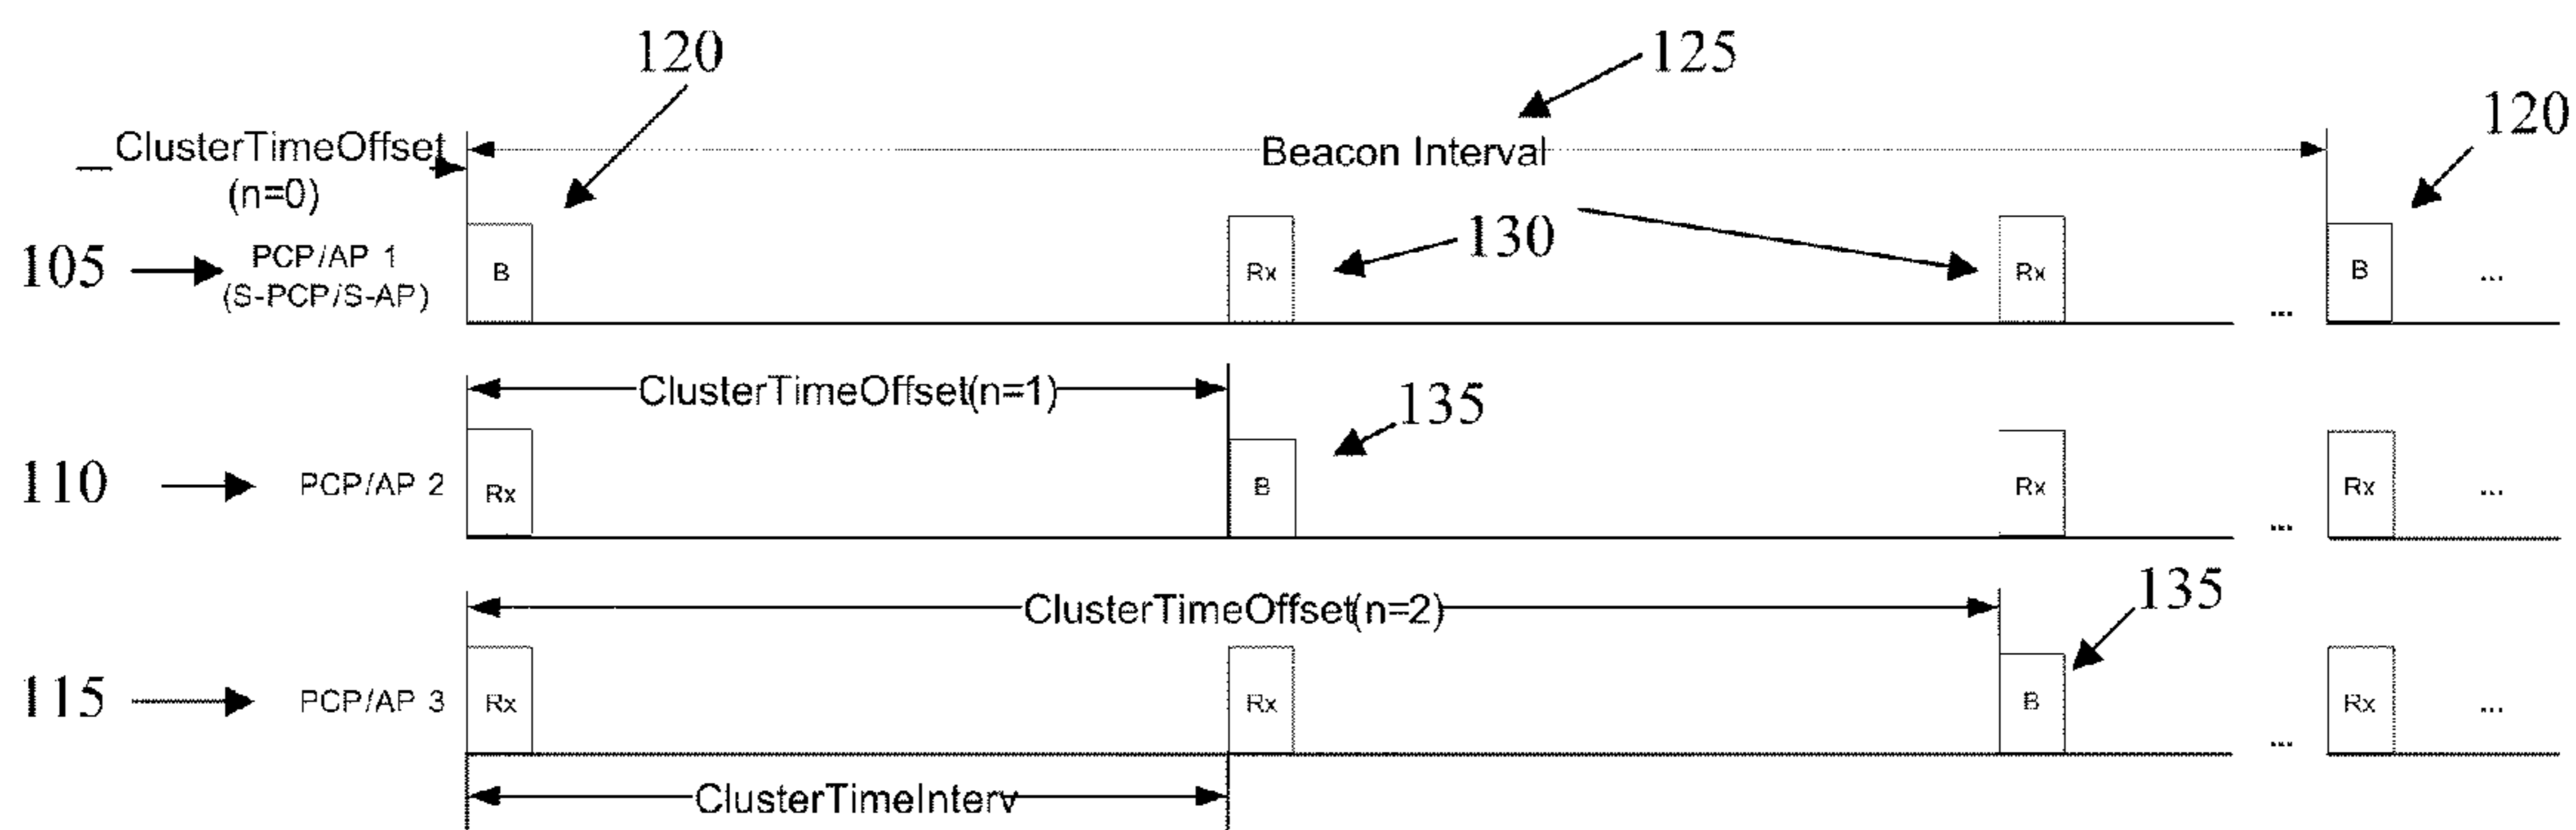 120
125
120
ClusterTimeOffset
(n=0)
Beacon Interval
105
PCP/AP 1
(S-PCP/S-AP)
B
Rx
130
Rx
...
B
...
ClusterTimeOffset(n=1)
135
110
PCP/AP 2
Rx
B
Rx
...
Rx
...
ClusterTimeOffset(n=2)
135
115
PCP/AP 3
Rx
Rx
B
...
Rx
...
ClusterTimeInterv